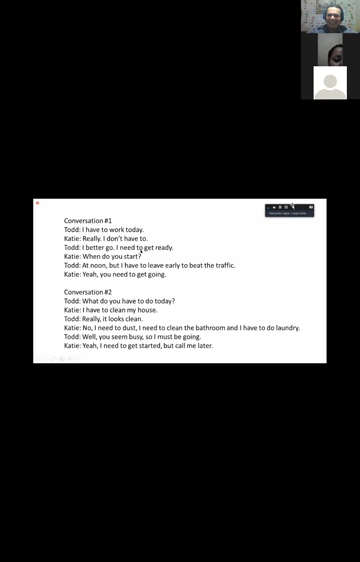 Conversation #1
Todd: I have to work today.
Katie: Really. I don't have to.
Todd: I better go. I need to get ready.
Katie: When do you start?
Todd: At noon, but I have to leave early to beat the traffic.
Katie: Yeah, you need to get going.
Conversation #2
Todd: What do you have to do today?
Katie: I have to clean my house.
Todd: Really, it looks clean.
Katie: No, I need to dust, I need to clean the bathroom and I have to do laundry.
Todd: Well, you seem busy, so I must be going.
Katie: Yeah, I need to get started, but call me later.